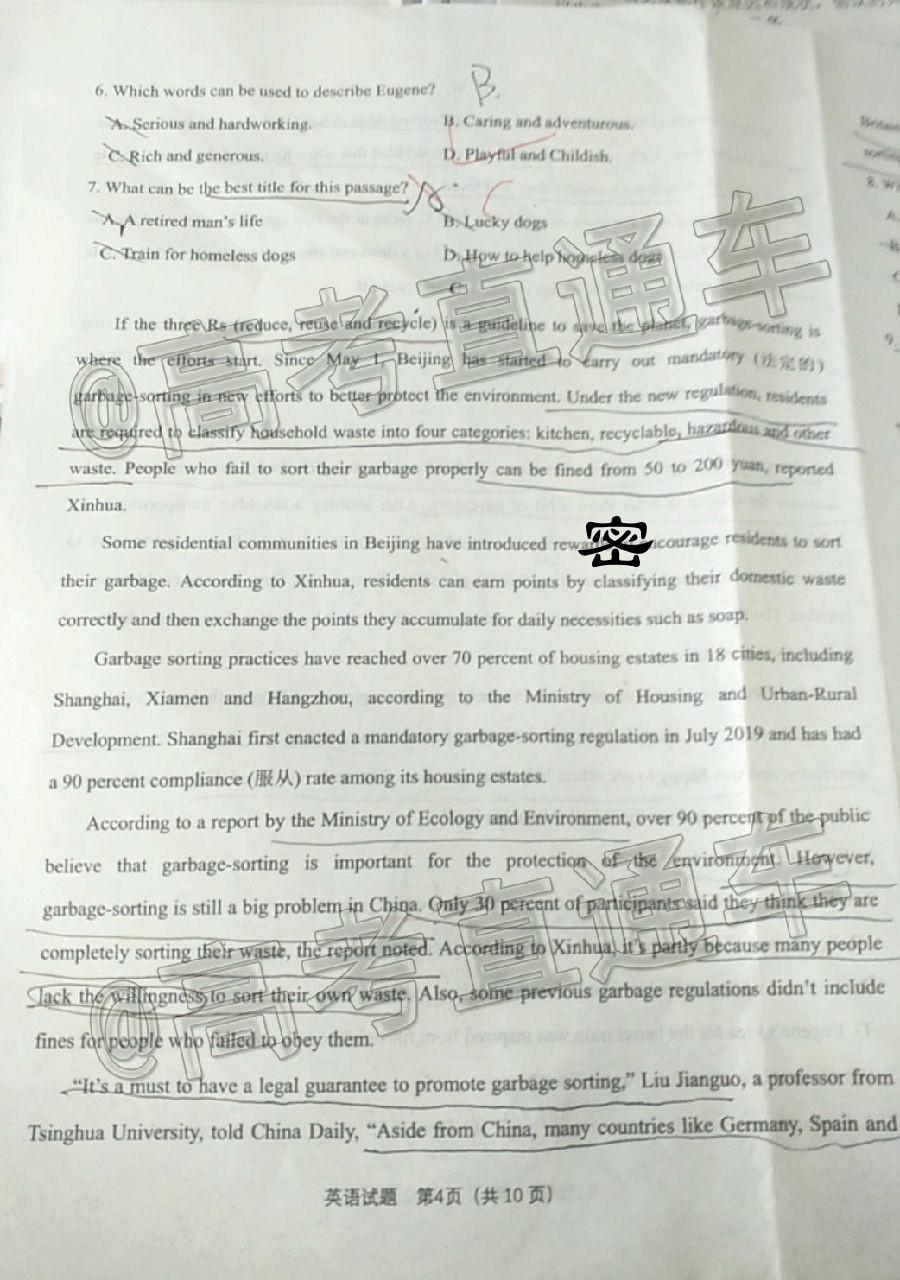 6. Which words can be used to describe Eugene? B.
A. Serious and hardworking. B. Caring and adventurous.
C. Rich and generous. D. Playful and Childish.
7. What can be the best title for this passage? C
A. A retired man's life B. Lucky dogs
C. Train for homeless dogs D. How to help homeless dogs
C.
If the three Rs (reduce, reuse and recycle) is a guideline to save the planet, garbage-sorting is
where the efforts start. Since May 1, Beijing has started to carry out mandatory (法定的)
garbage-sorting in new efforts to better protect the environment. Under the new regulation, residents
are required to classify household waste into four categories: kitchen, recyclable, hazardous and other
waste. People who fail to sort their garbage properly can be fined from 50 to 200 yuan, reported
Xinhua.
Some residential communities in Beijing have introduced 密 residents to sort
their garbage. According to Xinhua, residents can earn points by classifying their domestic waste
correctly and then exchange the points they accumulate for daily necessities such as soap.
Garbage sorting practices have reached over 70 percent of housing estates in 18 cities, including
Shanghai, Xiamen and Hangzhou, according to the Ministry of Housing and Urban-Rural
Development. Shanghai first enacted a mandatory garbage-sorting regulation in July 2019 and has had
a 90 percent compliance (服从) rate among its housing estates.
According to a report by the Ministry of Ecology and Environment, over 90 percent of the public
believe that garbage-sorting is important for the protection of the environment. However,
garbage-sorting is still a big problem in China. Only 30 percent of participants said they think they are
completely sorting their waste, the report noted. According to Xinhua, it's partly because many people
lack the willingness to sort their own waste. Also, some previous garbage regulations didn't include
fines for people who failed to obey them.
"It's a must to have a legal guarantee to promote garbage sorting," Liu Jianguo, a professor from
Tsinghua University, told China Daily, "Aside from China, many countries like Germany, Spain and
英语试题 第4页（共10页）
@高考直通车
@高考直通车
8. W
A.
9.